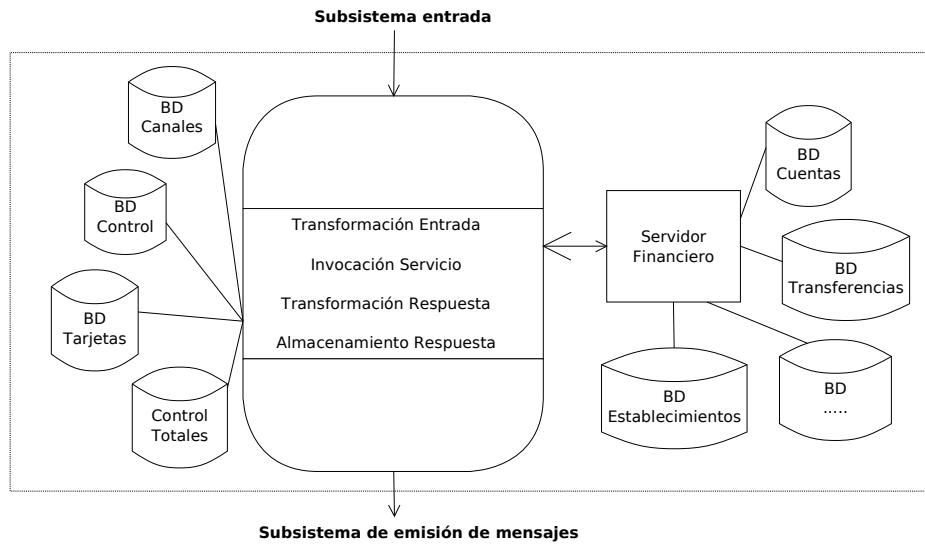 Subsistema entrada
BD
Canales
BD
Control
BD
Tarjetas
Control
Totales
Transformación Entrada
Invocación Servicio
Transformación Respuesta
Almacenamiento Respuesta
Servidor
Financiero
BD
Cuentas
BD
Transferencias
BD
Establecimientos
BD
.....
Subsistema de emisión de mensajes